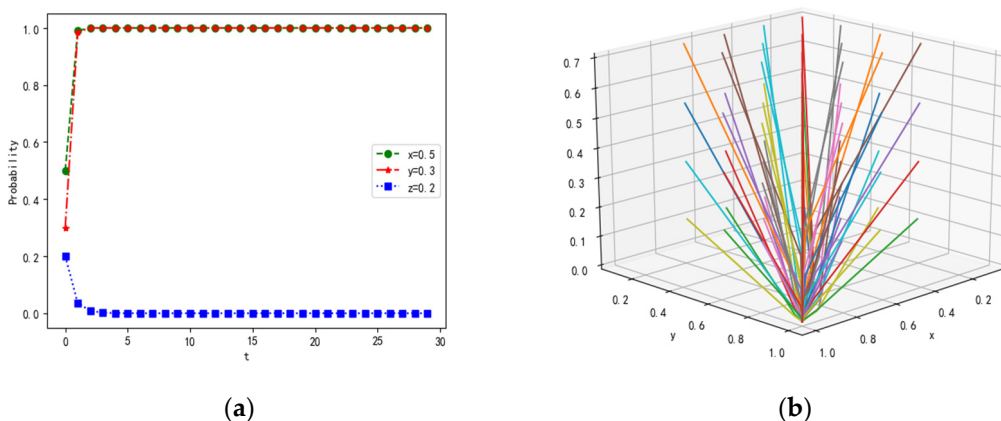 1.0
0.8
0.6
0.4
0.2
0.0
Probability
0 5 10 15 20 25 30
t
x=0.5
y=0.3
z=0.2
(a)
0.7
0.6
0.5
0.4
0.3
0.2
0.1
0.0
0.2 0.4 0.6 0.8 1.0
y
1.0 0.8 0.6 0.4 0.2
x
(b)